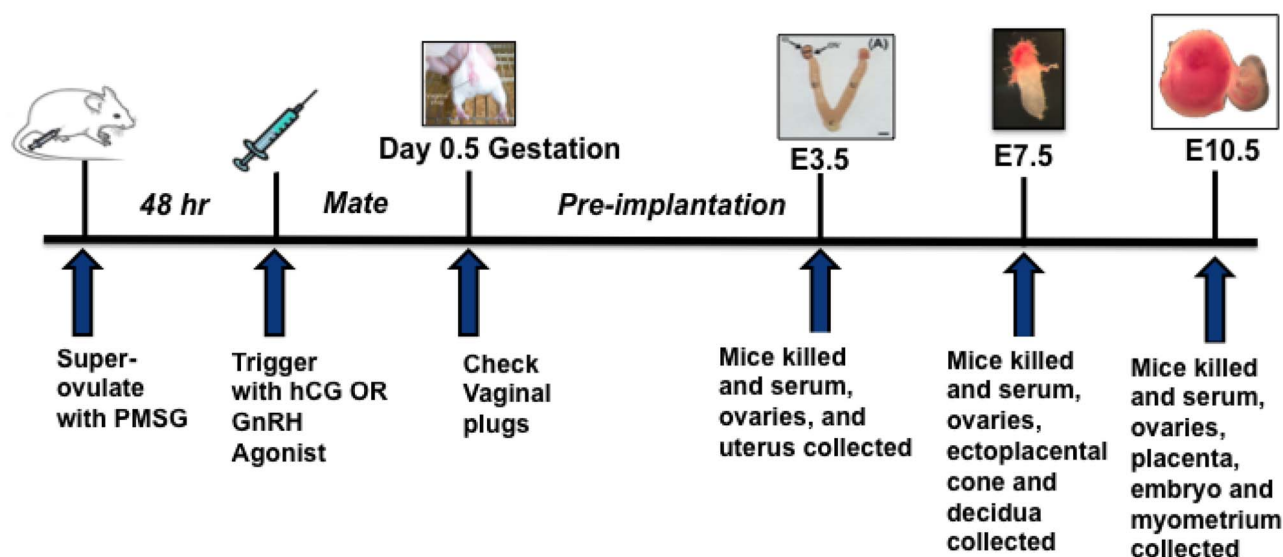 (A)
Day 0.5 Gestation
E3.5
E7.5
E10.5
48 hr
Mate
Pre-implantation
Super-
ovulate
with PMSG
Trigger
with hCG OR
GnRH
Agonist
Check
Vaginal
plugs
Mice killed
and serum,
ovaries, and
uterus collected
Mice killed
and serum,
ovaries,
ectoplacental
cone and
decidua
collected
Mice killed
and serum,
ovaries,
placenta,
embryo and
myometrium
collected